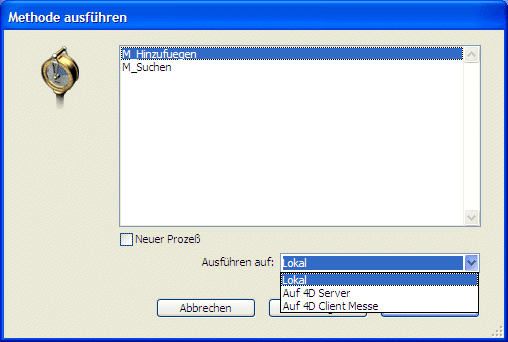 Methode ausführen
M_Hinzufuegen
M_Suchen
Neuer Prozeß
Ausführen auf: Lokal
Lokal
Auf 4D Server
Auf 4D Client Messe
Abbrechen